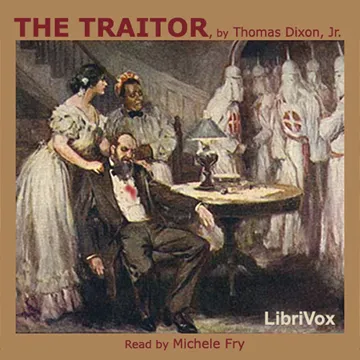 THE TRAITOR, by Thomas Dixon, Jr.
LibriVox
Read by Michele Fry